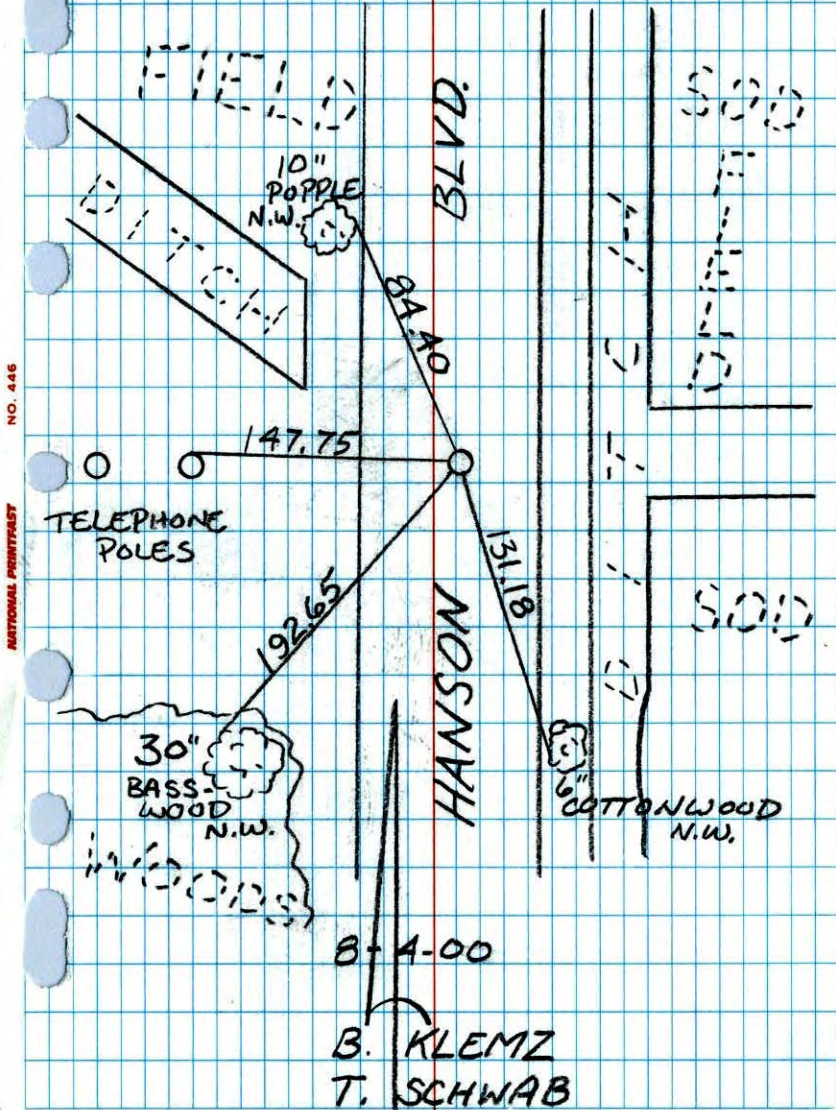 FIELD
SOD
BLVD.
10"
POPPLE
N.W.
DITCH
84.40
DITCH
FIELD
NO. 446
147.75
TELEPHONE
POLES
NATIONAL PRINTFAST
131.18
192.65
HANSON
SOD
30"
BASS-
WOOD
N.W.
6"
COTTONWOOD
N.W.
WOODS
8-4-00
B. KLEMZ
T. SCHWAB